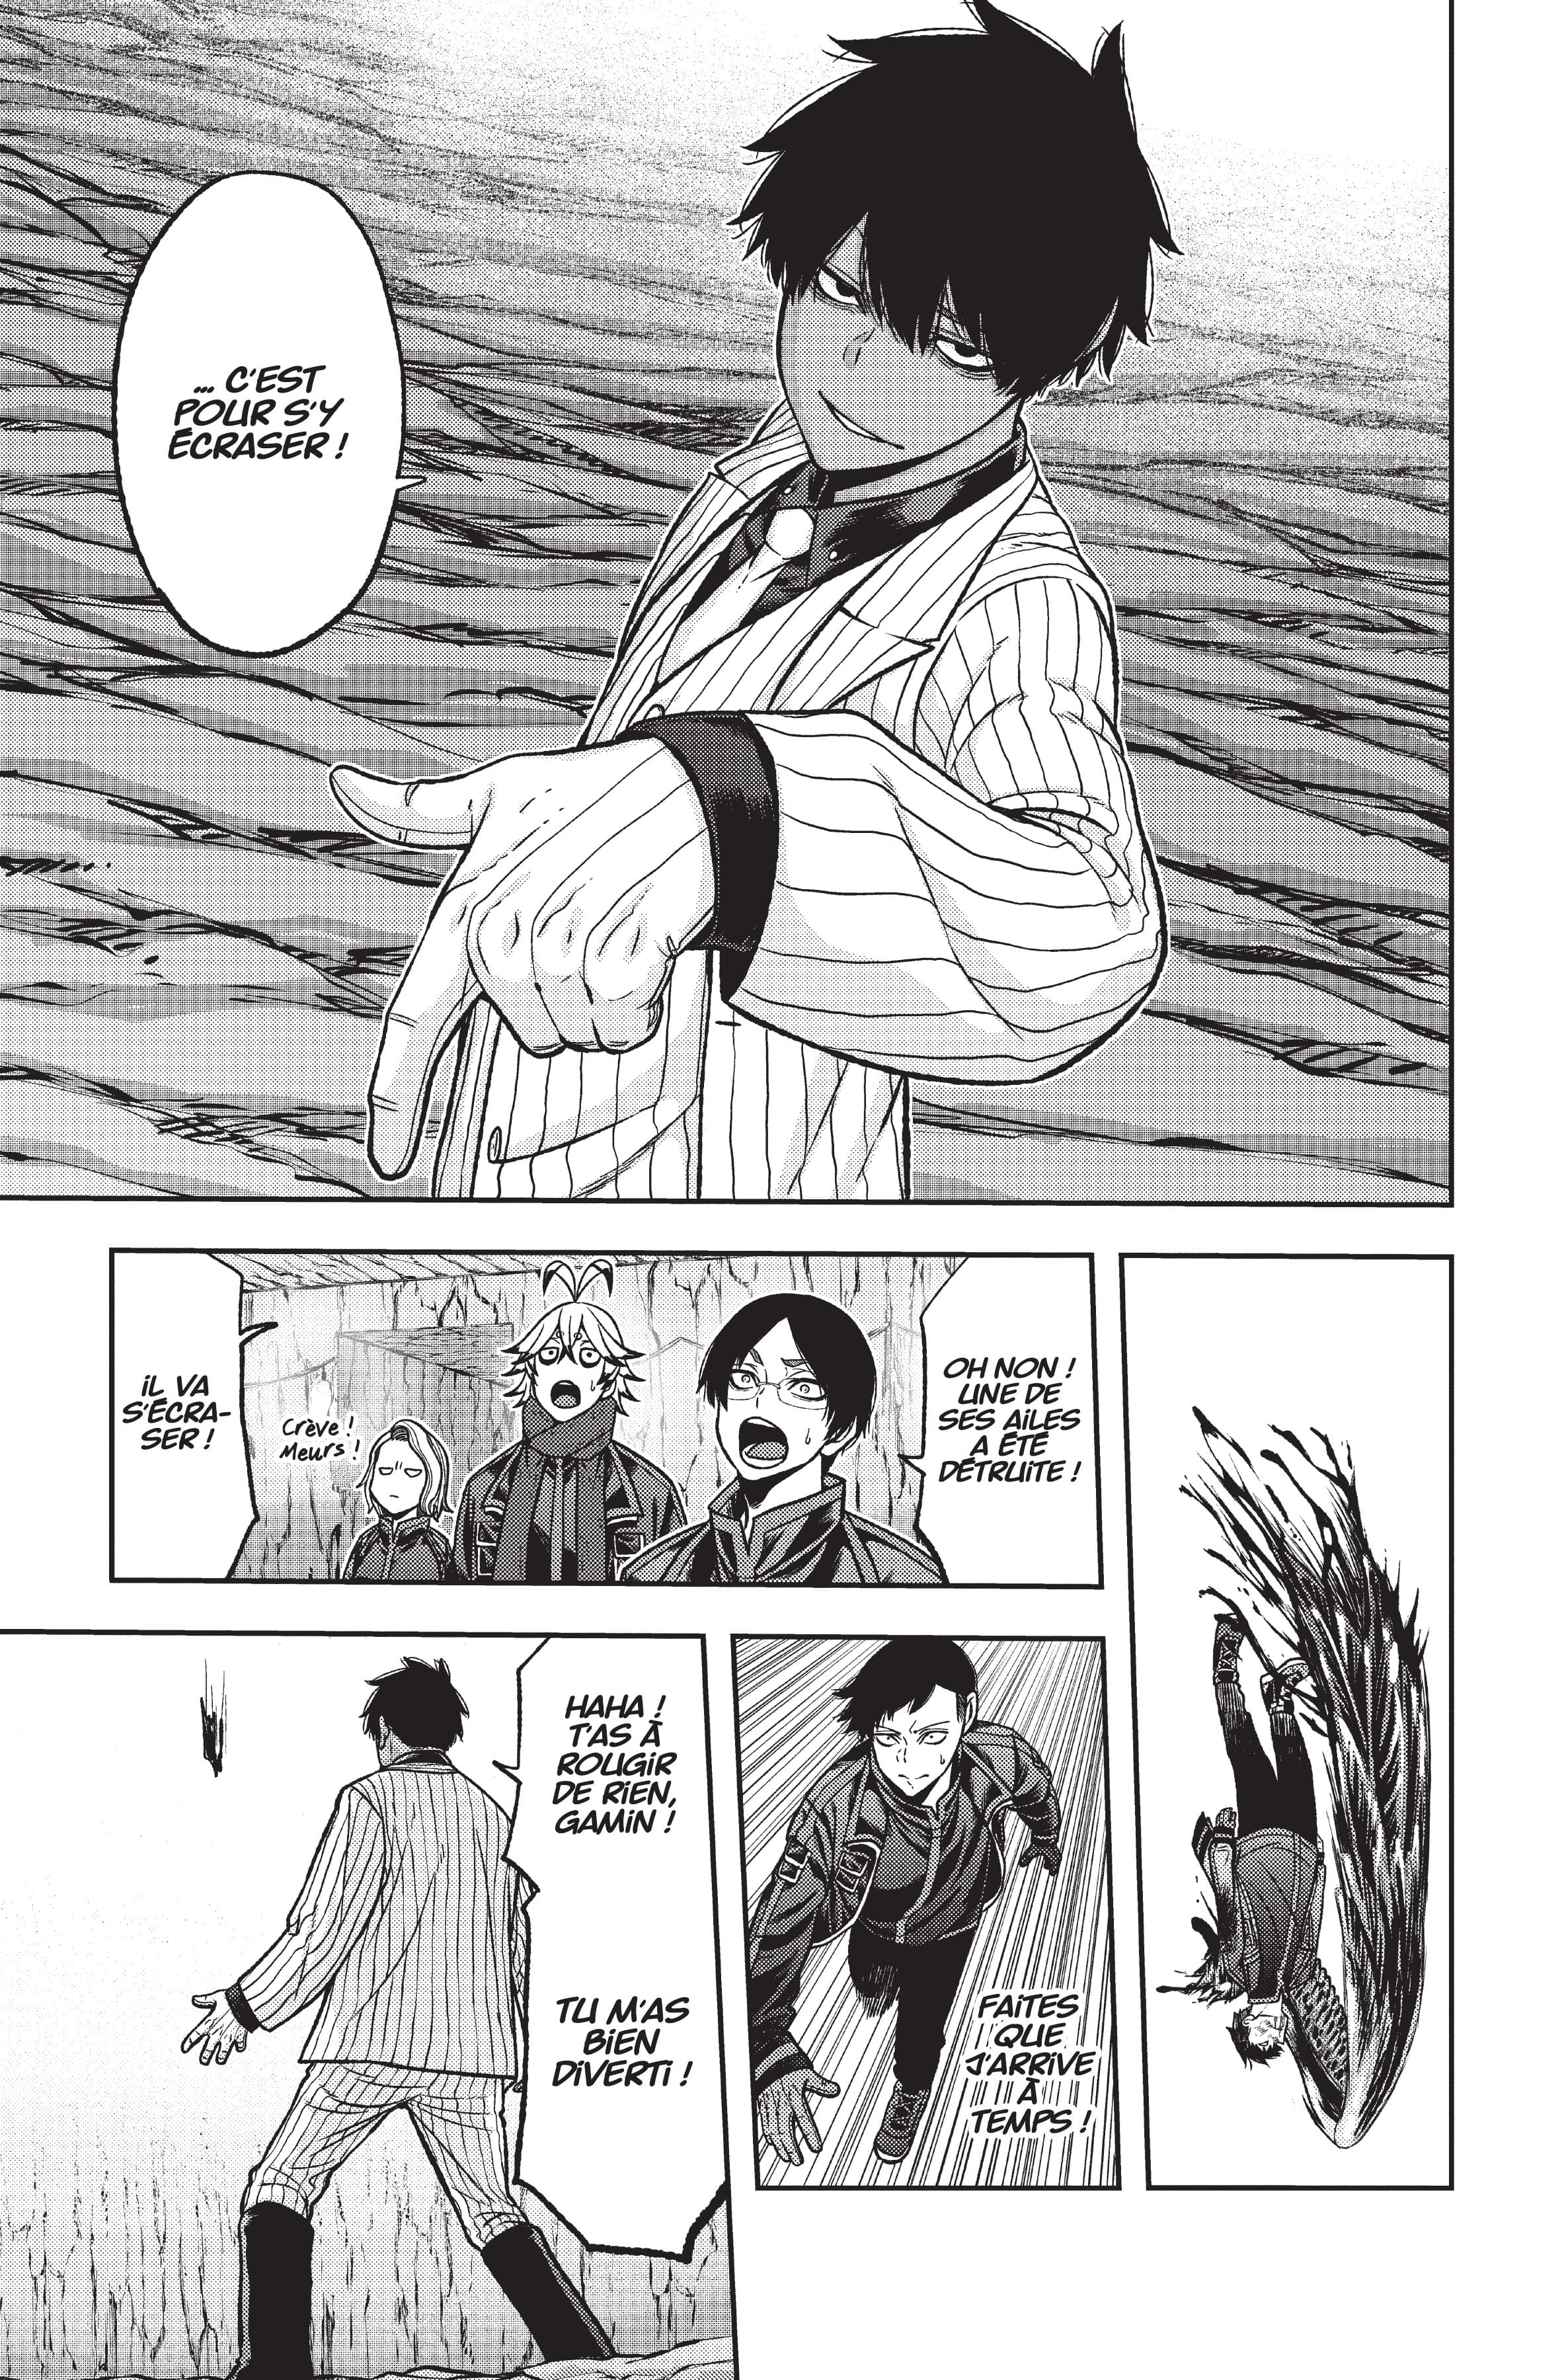 ... C'EST
POUR S'Y
ÉCRASER !
OH NON !
UNE DE
SES AILES
A ÉTÉ
DÉTRUITE !
Crève !
Meurs !
IL VA
S'ÉCRA-
SER !
FAITES
QUE
J'ARRIVE
À
TEMPS !
HAHA !
T'AS À
ROUGIR
DE RIEN,
GAMIN !
TU M'AS
BIEN
DIVERTI !